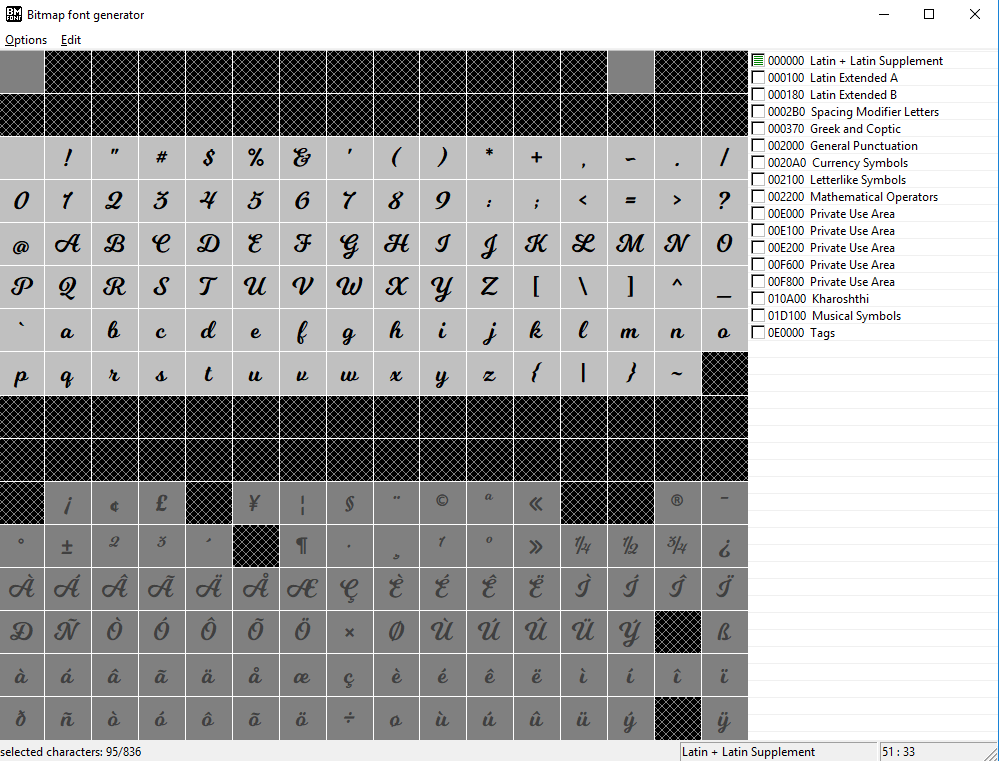 BM FONT Bitmap font generator
Options Edit
! " # $ % & ' ( ) * + , - . /
0 1 2 3 4 5 6 7 8 9 : ; < = > ?
@ A B C D E F G H I J K L M N O
P Q R S T U V W X Y Z [ \ ] ^ _
` a b c d e f g h i j k l m n o
p q r s t u v w x y z { | } ~
¡ ¢ £ ¥ ¦ § ¨ © ª « ® ¯
° ± ² ³ ´ ¶ · ¸ ¹ º » ¼ ½ ¾ ¿
À Á Â Ã Ä Å Æ Ç È É Ê Ë Ì Í Î Ï
Ð Ñ Ò Ó Ô Õ Ö × Ø Ù Ú Û Ü Ý ß
à á â ã ä å æ ç è é ê ë ì í î ï
ð ñ ò ó ô õ ö ÷ ø ù ú û ü ý ÿ
000000 Latin + Latin Supplement
000100 Latin Extended A
000180 Latin Extended B
0002B0 Spacing Modifier Letters
000370 Greek and Coptic
002000 General Punctuation
0020A0 Currency Symbols
002100 Letterlike Symbols
002200 Mathematical Operators
00E000 Private Use Area
00E100 Private Use Area
00E200 Private Use Area
00F600 Private Use Area
00F800 Private Use Area
010A00 Kharoshthi
01D100 Musical Symbols
0E0000 Tags
selected characters: 95/836
Latin + Latin Supplement
51 : 33